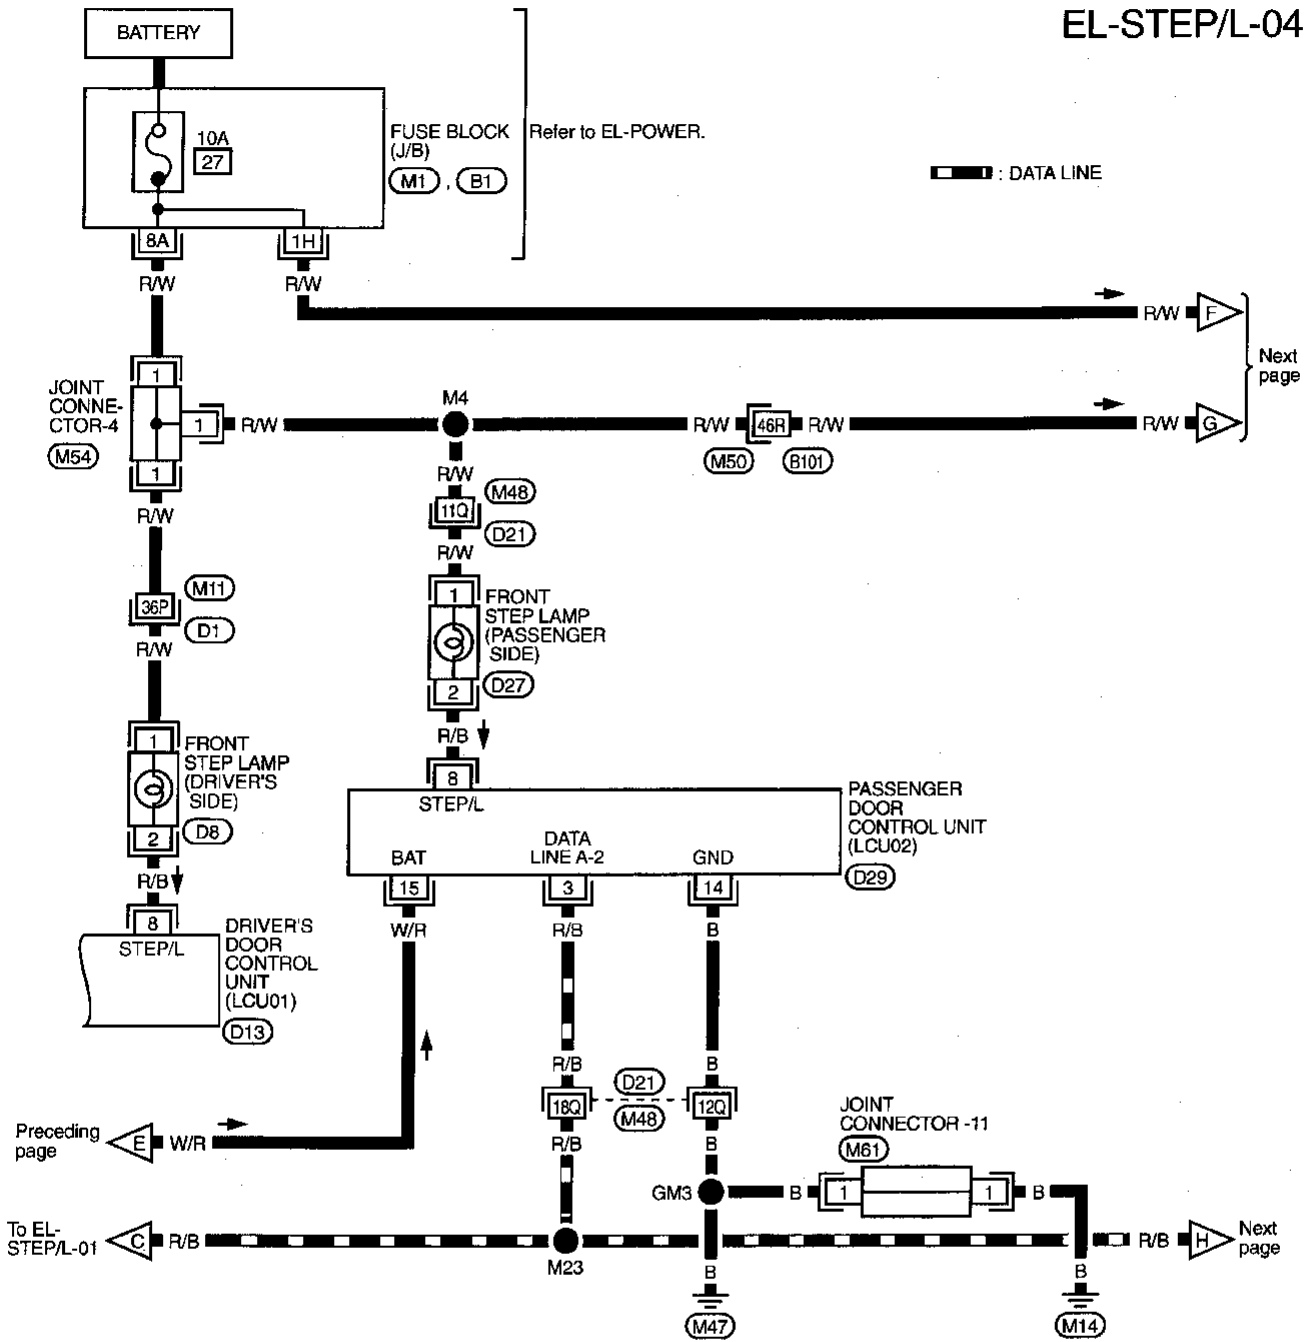 EL-STEP/L-04
BATTERY
10A
27
FUSE BLOCK
(J/B)
M1 , B1
Refer to EL-POWER.
: DATA LINE
8A
1H
R/W
R/W
R/W
F
Next
page
JOINT
CONNE-
CTOR-4
M54
1
1
1
R/W
M4
R/W
46R
R/W
M50
B101
R/W
G
R/W
M48
11Q
D21
R/W
R/W
M11
36P
D1
R/W
1
FRONT
STEP LAMP
(PASSENGER
SIDE)
D27
2
R/B
1
FRONT
STEP LAMP
(DRIVER'S
SIDE)
D8
2
R/B
8
STEP/L
DRIVER'S
DOOR
CONTROL
UNIT
(LCU01)
D13
8
STEP/L
BAT
DATA
LINE A-2
GND
PASSENGER
DOOR
CONTROL UNIT
(LCU02)
D29
15
3
14
W/R
R/B
B
R/B
B
18Q
D21
M48
12Q
R/B
B
Preceding
page
E
W/R
JOINT
CONNECTOR -11
M61
GM3
B
1
1
B
To EL-
STEP/L-01
C
R/B
M23
R/B
H
Next
page
B
M47
B
M14